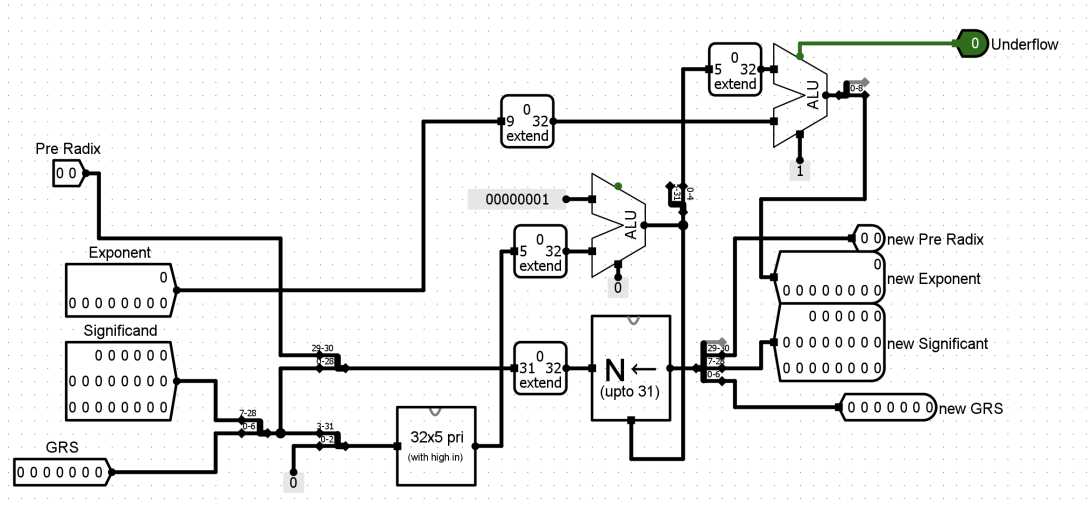 0
Underflow
0
5 32
extend
ALU
0-8
0
9 32
extend
1
Pre Radix
0 0
00000001
ALU
5-31
0-4
0
5 32
extend
0
0 0
new Pre Radix
Exponent
0
0 0 0 0 0 0 0 0
0
0 0 0 0 0 0 0 0
new Exponent
Significand
0 0 0 0 0 0
0 0 0 0 0 0 0 0
0 0 0 0 0 0 0 0
29-30
0-28
0
31 32
extend
N ←
(upto 31)
29-30
7-28
0-6
0 0 0 0 0 0
0 0 0 0 0 0 0 0
0 0 0 0 0 0 0 0
new Significant
7-28
0-6
3-31
0-2
32x5 pri
(with high in)
0 0 0 0 0 0 0
new GRS
GRS
0 0 0 0 0 0 0
0